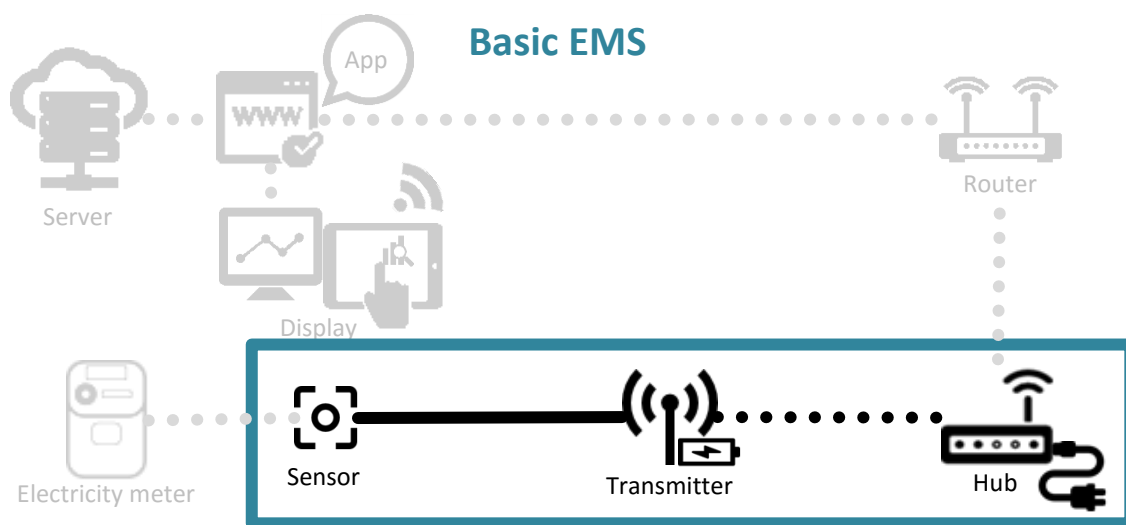 Basic EMS
App
WWW
Server
Router
Display
Electricity meter
Sensor
Transmitter
Hub